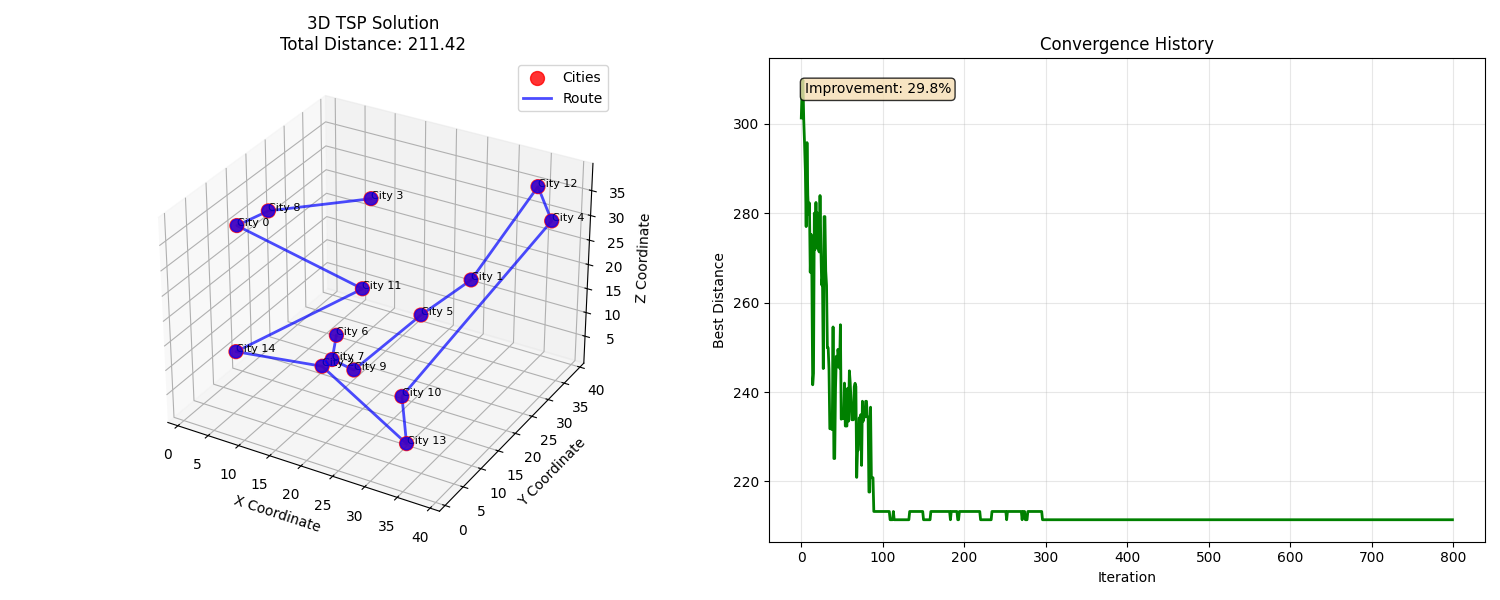 3D TSP Solution
Total Distance: 211.42
Cities
Route
City 12
City 3
City 8
City 4
City 0
City 1
City 11
City 5
City 6
City 14
City 7
City 9
City 10
City 13
35
30
25
20
15
10
5
Z Coordinate
40
35
30
25
20
15
10
5
0
Y Coordinate
0
5
10
15
20
25
30
35
40
X Coordinate
Convergence History
Improvement: 29.8%
300
280
260
240
220
Best Distance
0 100 200 300 400 500 600 700 800
Iteration